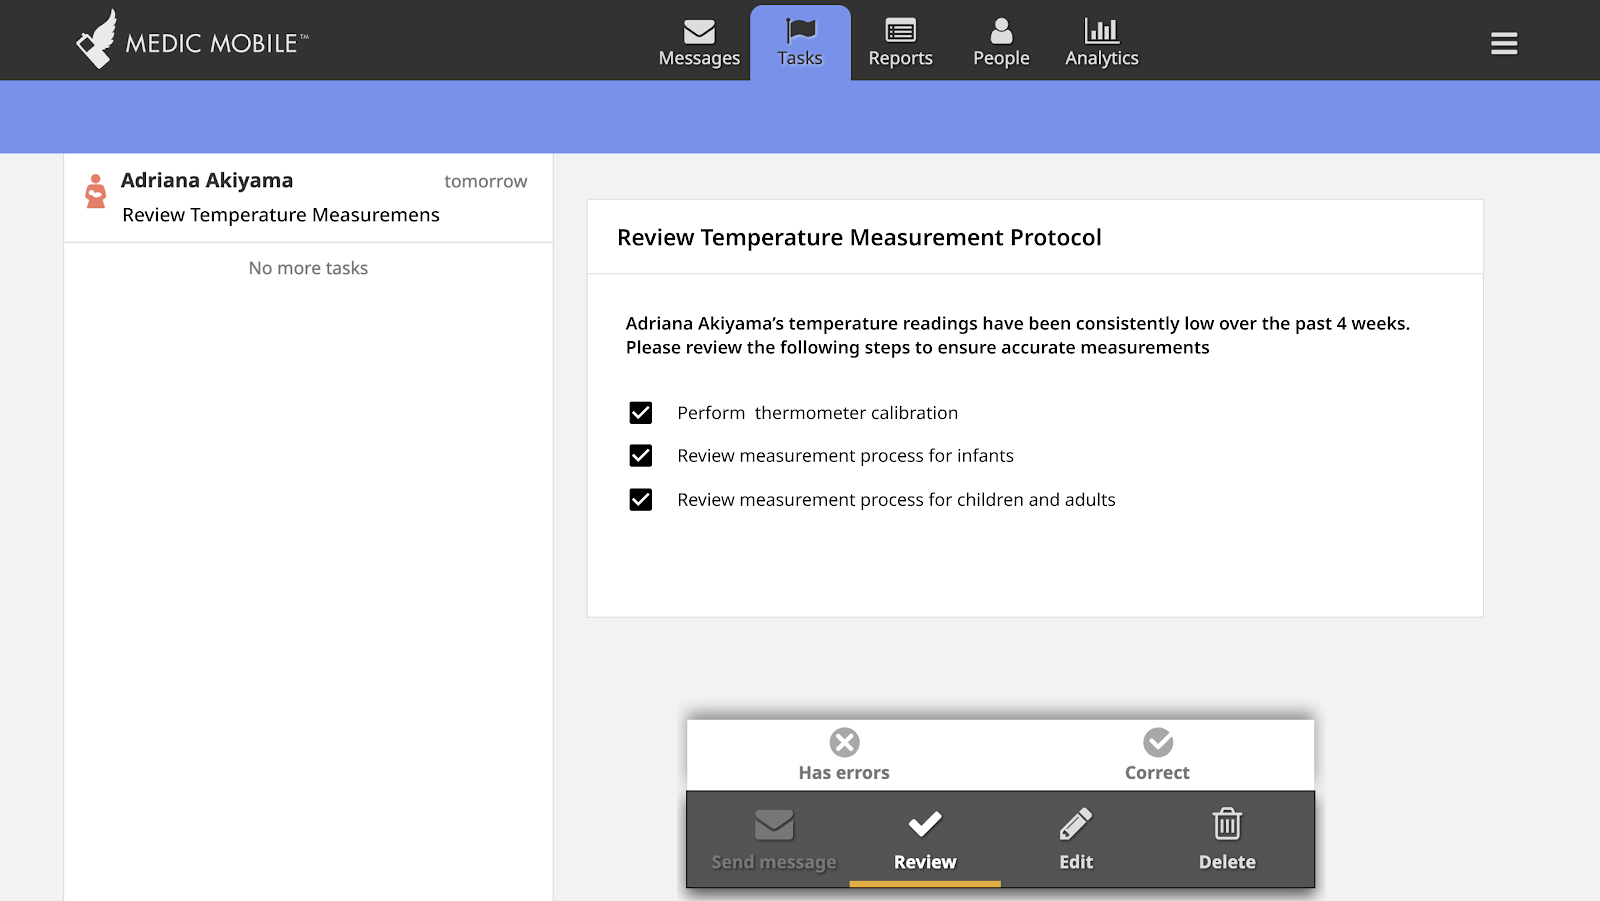 MEDIC MOBILE™
Messages
Tasks
Reports
People
Analytics
Adriana Akiyama
tomorrow
Review Temperature Measuremens
No more tasks
Review Temperature Measurement Protocol
Adriana Akiyama’s temperature readings have been consistently low over the past 4 weeks.
Please review the following steps to ensure accurate measurements
Perform  thermometer calibration
Review measurement process for infants
Review measurement process for children and adults
Has errors
Correct
Send message
Review
Edit
Delete